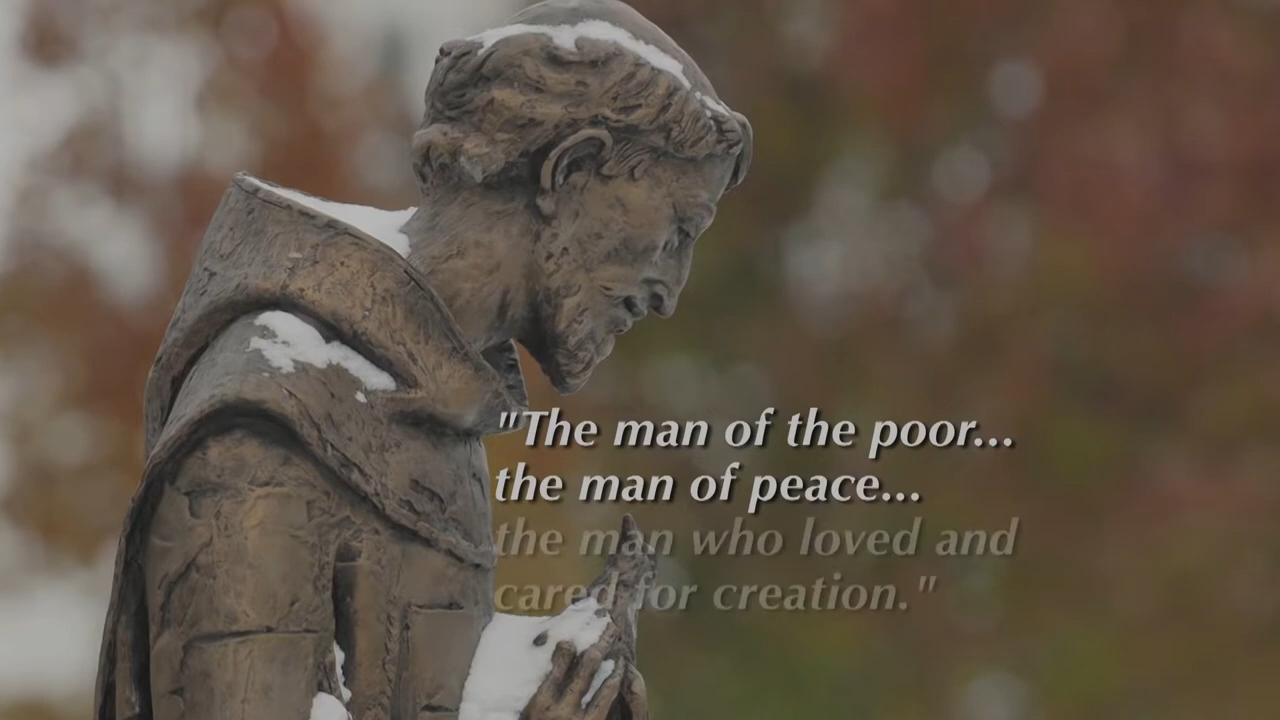 "The man of the poor...
the man of peace...
the man who loved and
cared for creation."